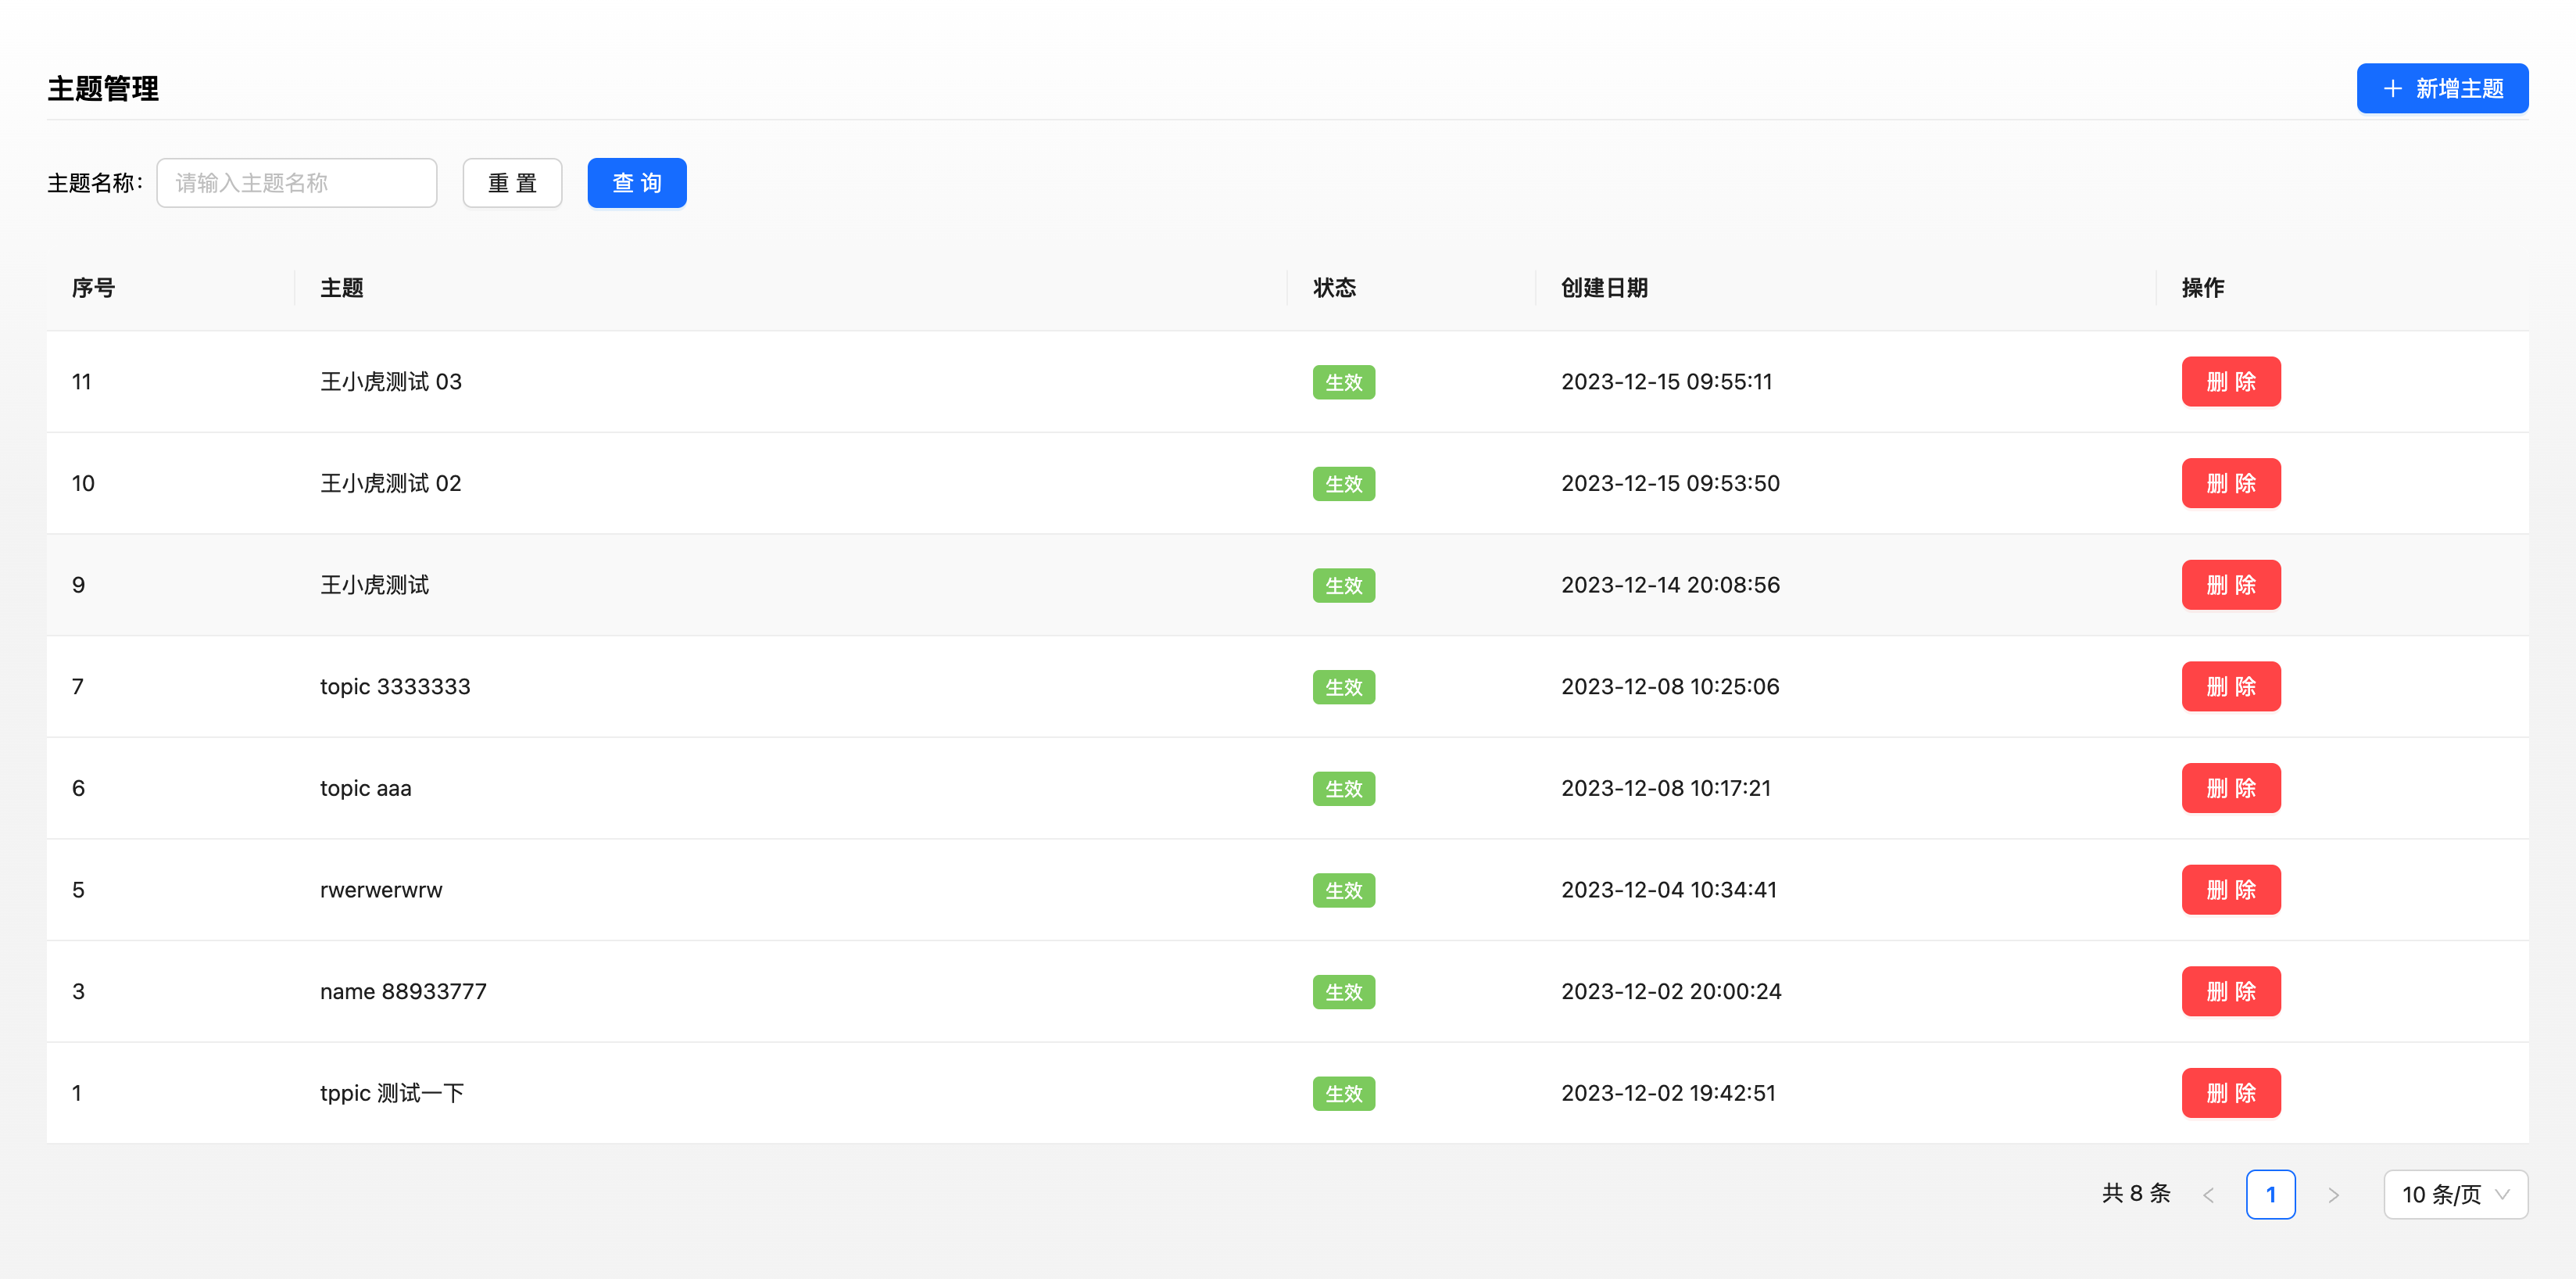 主题管理
+ 新增主题
主题名称: 请输入主题名称 重 置 查 询
序号 主题 状态 创建日期 操作
11 王小虎测试 03 生效 2023-12-15 09:55:11 删 除
10 王小虎测试 02 生效 2023-12-15 09:53:50 删 除
9 王小虎测试 生效 2023-12-14 20:08:56 删 除
7 topic 3333333 生效 2023-12-08 10:25:06 删 除
6 topic aaa 生效 2023-12-08 10:17:21 删 除
5 rwerwerwrw 生效 2023-12-04 10:34:41 删 除
3 name 88933777 生效 2023-12-02 20:00:24 删 除
1 tppic 测试一下 生效 2023-12-02 19:42:51 删 除
共 8 条 < 1 > 10 条/页